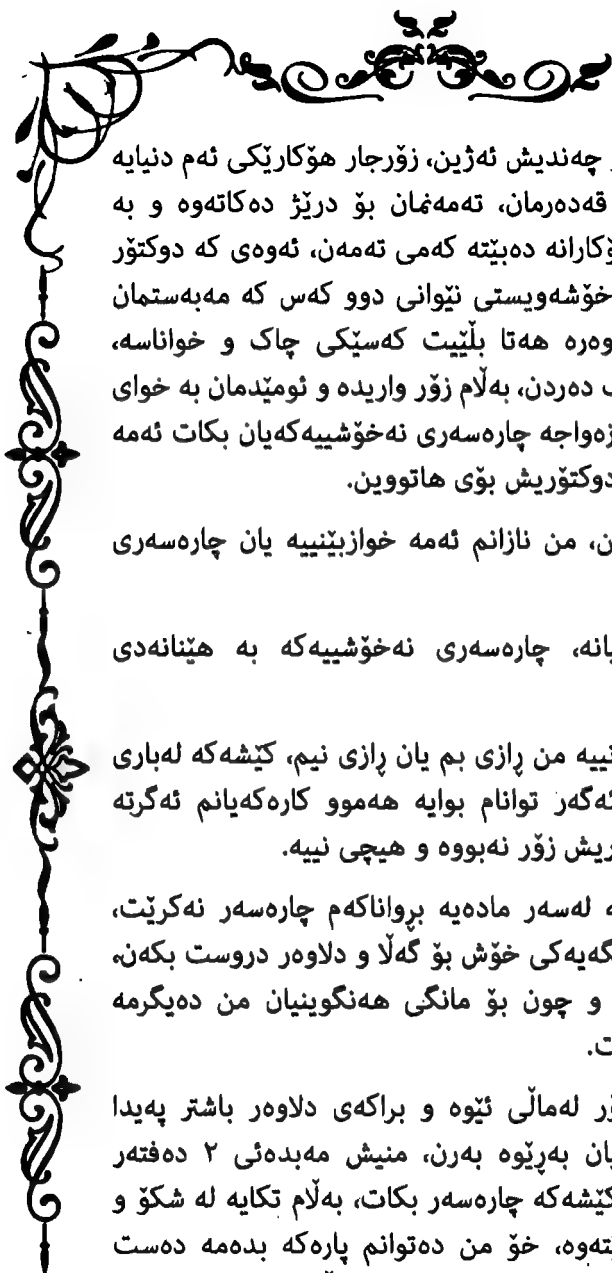 چەندیش ئەژین، زۆرجار هۆکارێکی ئەم دنیایە
قەدەرمان، تەمەنمان بۆ درێژ دەکاتەوە و بە
ۆکارانە دەبێتە کەمی تەمەن، ئەوەی کە دوکتۆر
خۆشەویستی نێوانی دوو کەس کە مەبەستمان
وەرە هەتا بڵێیت کەسێکی چاک و خواناسە،
دەردن، بەڵام زۆر واریدە و ئومێدمان بە خوای
زەواجە چارەسەری نەخۆشییەکەیان بکات ئەمە
دوکتۆریش بۆی هاتووین.
ن، من نازانم ئەمە خوازبێنییە یان چارەسەری
یانە، چارەسەری نەخۆشییەکە بە هێنانەدی
نییە من ڕازی بم یان ڕازی نیم، کێشەکە لەباری
ئەگەر توانام بوایە هەموو کارەکەیانم ئەگرتە
ریش زۆر نەبووە و هیچی نییە.
ە لەسەر مادەیە بڕواناکەم چارەسەر نەکرێت،
نگەیەکی خۆش بۆ گەڵا و دلاوەر دروست بکەن،
و چون بۆ مانگی هەنگوینیان من دەیگرمە
ت.
ۆر لەماڵی ئێوە و براکەی دلاوەر باشتر پەیدا
یان بەڕێوە بەرن، منیش مەبدەئی ٢ دەفتەر
کێشەکە چارەسەر بکات، بەڵام تکایە لە شکۆ و
ێتەوە، خۆ من دەتوانم پارەکە بدەمە دەست